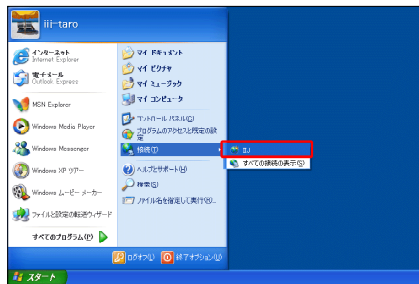 iii-taro
インターネット
Internet Explorer
電子メール
Outlook Express
MSN Explorer
Windows Media Player
Windows Messenger
Windows XP ツアー
Windows ムービー メーカー
ファイルと設定の転送ウィザード
すべてのプログラム(P)
マイ ドキュメント
マイ ピクチャ
マイ ミュージック
マイ コンピュータ
コントロール パネル(C)
プログラムのアクセスと既定の設
定
接続(T)
ヘルプとサポート(H)
検索(S)
ファイル名を指定して実行(R)...
IIJ
すべての接続の表示(S)
ログオフ(L)
終了オプション(U)
スタート